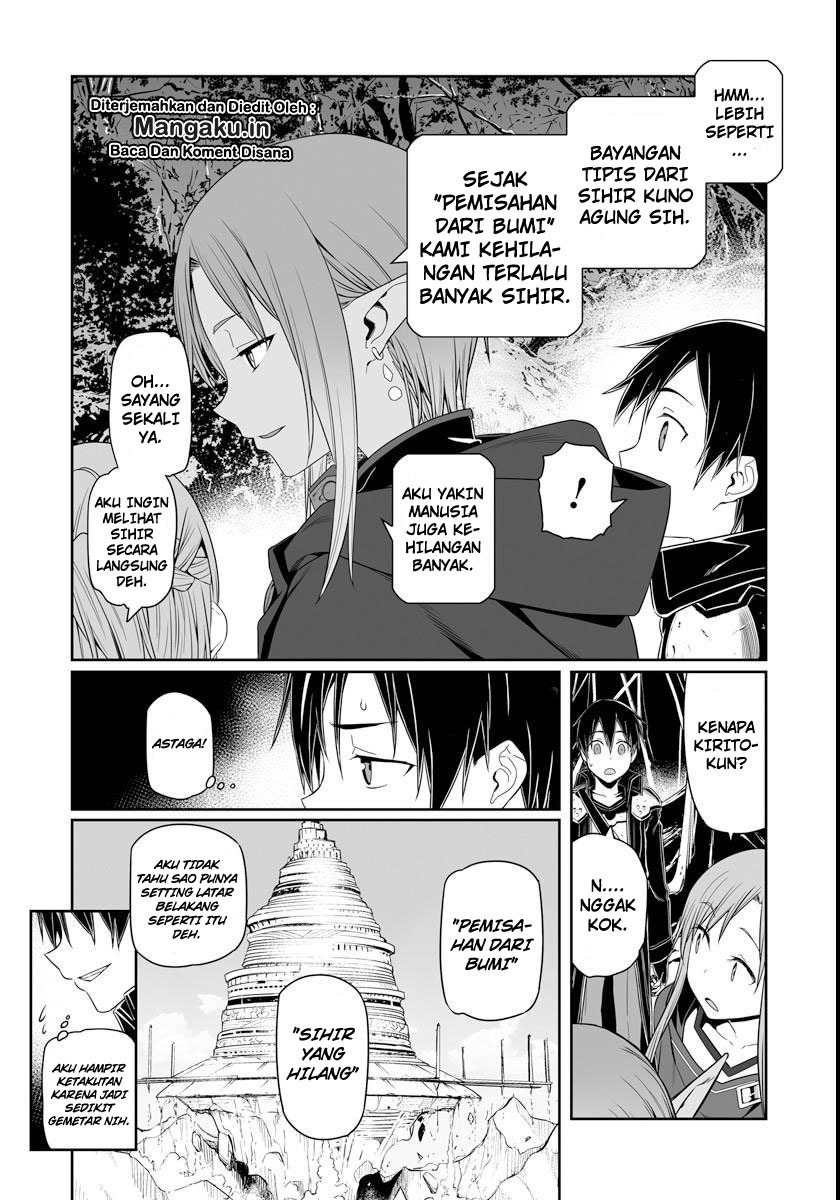 Diterjemahkan dan Diedit Oleh :
Mangaku.in
Baca Dan Koment Disana
HMM...
LEBIH
SEPERTI
...
BAYANGAN
TIPIS DARI
SIHIR KUNO
AGUNG SIH.
SEJAK
"PEMISAHAN
DARI BUMI"
KAMI KEHILA-
NGAN TERLALU
BANYAK SIHIR.
!
AKU YAKIN
MANUSIA
JUGA KE-
HILANGAN
BANYAK.
OH...
SAYANG
SEKALI
YA.
AKU INGIN
MELIHAT
SIHIR
SECARA
LANGSUNG
DEH.
KENAPA
KIRITO-
KUN?
N....
NGGAK
KOK.
ASTAGA!
"PEMISA-
HAN DARI
BUMI"
"SIHIR
YANG
HILANG"
AKU TIDAK
TAHU SAO PUNYA
SETTING LATAR
BELAKANG
SEPERTI ITU
DEH.
AKU HAMPIR
KETAKUTAN
KARENA JADI
SEDIKIT
GEMETAR NIH.